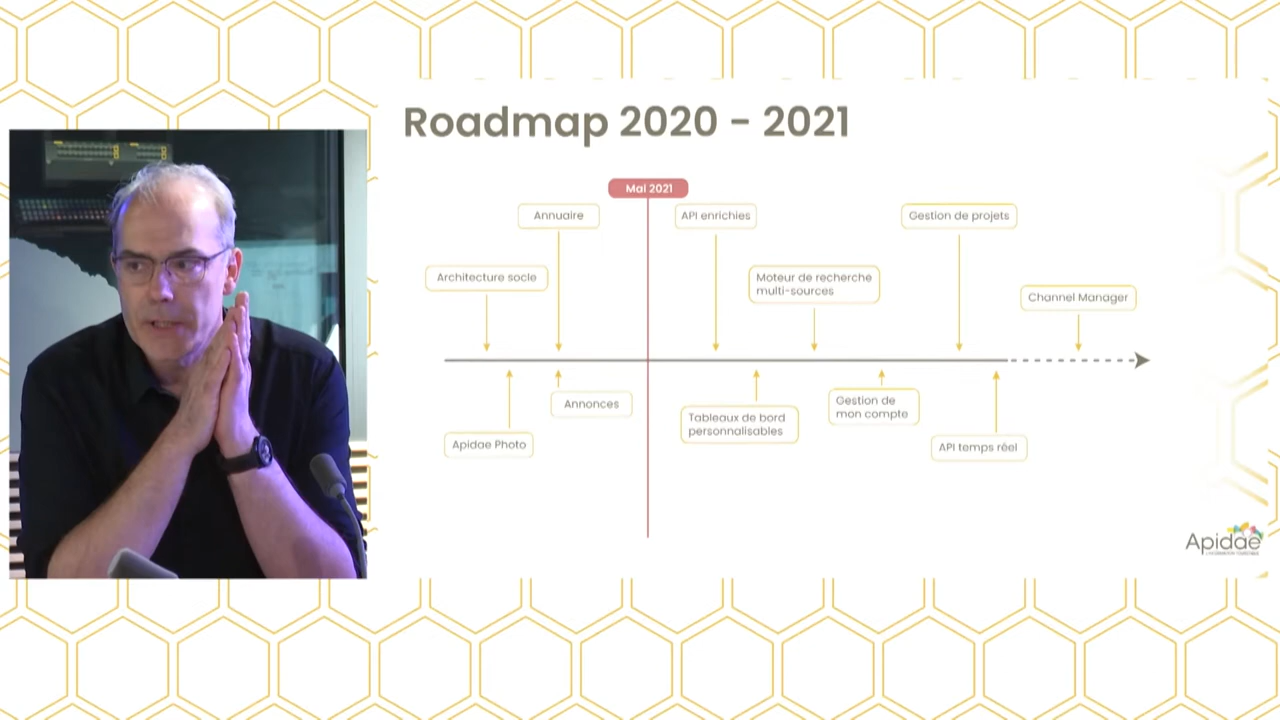 Roadmap 2020 - 2021
Mai 2021
Annuaire
API enrichies
Gestion de projets
Architecture socle
Moteur de recherche
multi-sources
Channel Manager
Annonces
Gestion de
mon compte
Tableaux de bord
personnalisables
Apidae Photo
API temps réel
Apidae